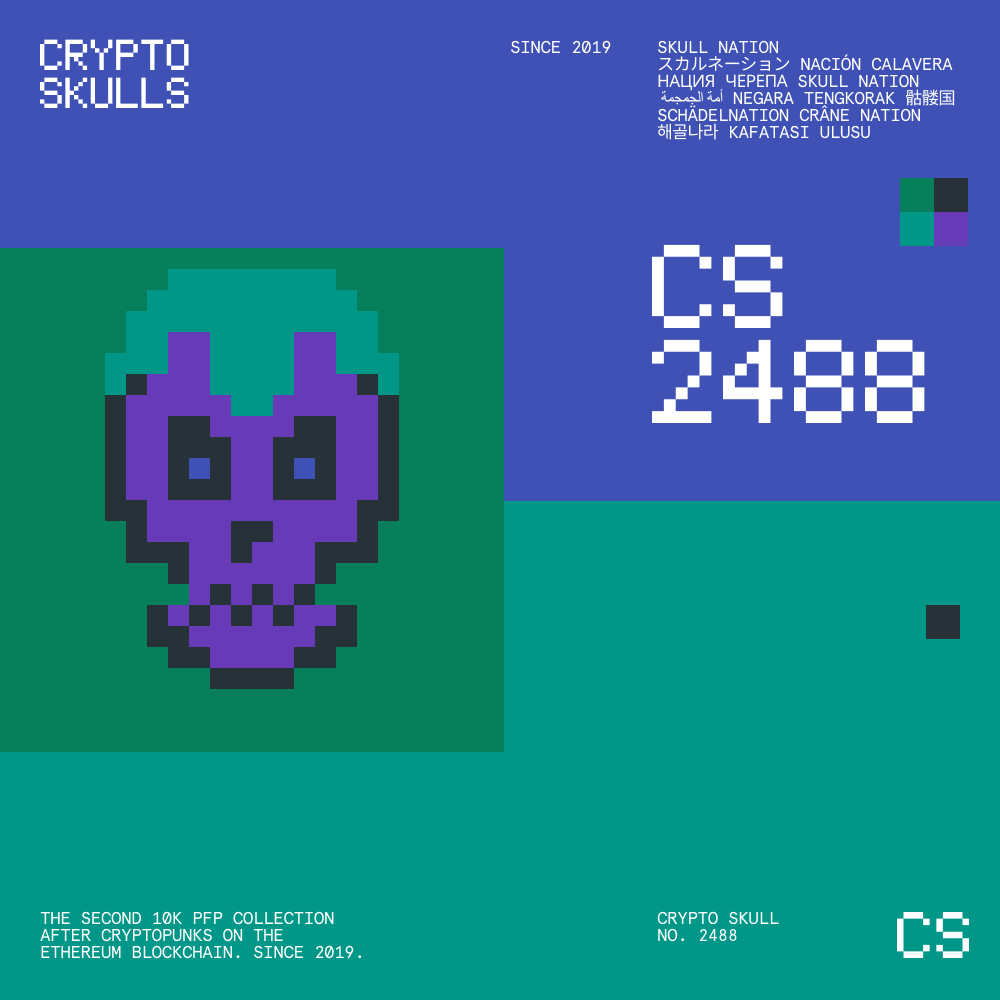 CRYPTO
SKULLS
SINCE 2019
SKULL NATION
スカルネーション NACIÓN CALAVERA
НАЦИЯ ЧЕРЕПА SKULL NATION
أمة الجمجمة NEGARA TENGKORAK 骷髅国
SCHÄDELNATION CRÂNE NATION
해골나라 KAFATASI ULUSU
CS
2488
THE SECOND 10K PFP COLLECTION
AFTER CRYPTOPUNKS ON THE
ETHEREUM BLOCKCHAIN. SINCE 2019.
CRYPTO SKULL
NO. 2488
CS